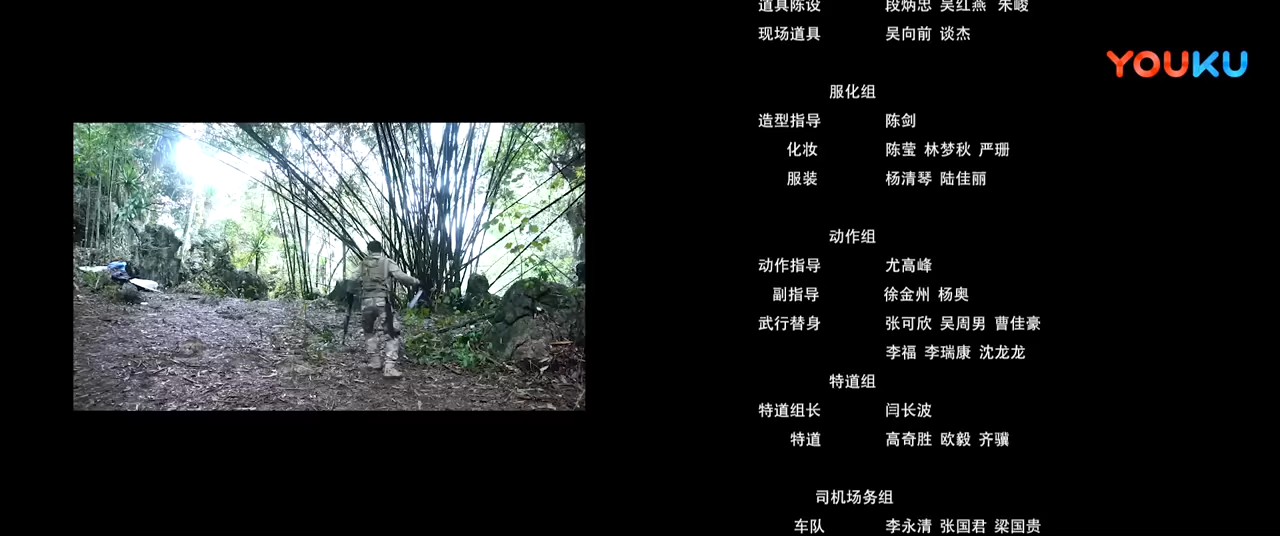 道具陈设 段炳忠 吴红燕 朱峻
现场道具 吴向前 谈杰
YOUKU
服化组
造型指导 陈剑
化妆 陈莹 林梦秋 严珊
服装 杨清琴 陆佳丽
动作组
动作指导 尤高峰
副指导 徐金州 杨奥
武行替身 张可欣 吴周男 曹佳豪
李福 李瑞康 沈龙龙
特道组
特道组长 闫长波
特道 高奇胜 欧毅 齐骥
司机场务组
车队 李永清 张国君 梁国贵